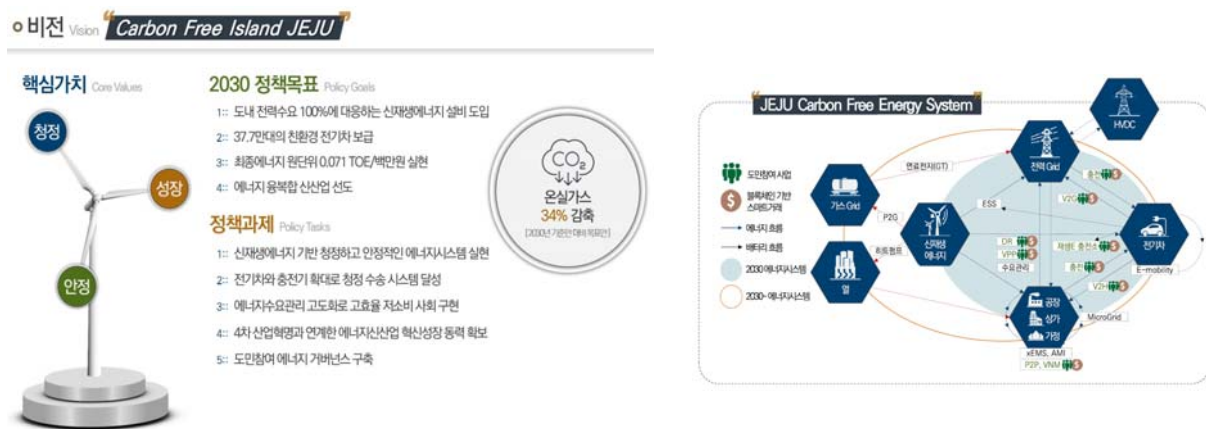 비전 Vision "Carbon Free Island JEJU"
핵심가치 Core Values
청정
성장
안정
2030 정책목표 Policy Goals
1:: 도내 전력수요 100%에 대응하는 신재생에너지 설비 도입
2:: 37.7만대의 친환경 전기차 보급
3:: 최종에너지 원단위 0.071 TOE/백만원 실현
4:: 에너지 융복합 신산업 선도
정책과제 Policy Tasks
1:: 신재생에너지 기반 청정하고 안정적인 에너지시스템 실현
2:: 전기차와 충전기 확대로 청정 수송 시스템 달성
3:: 에너지수요관리 고도화로 고효율 저소비 사회 구현
4:: 4차 산업혁명과 연계한 에너지신산업 혁신성장 동력 확보
5:: 도민참여 에너지 거버넌스 구축
CO₂
온실가스
34% 감축
"JEJU Carbon Free Energy System"
도민참여 사업
블록체인 기반
스마트거래
에너지 흐름
배터리 흐름
2030 에너지시스템
2030~ 에너지시스템
HVDC
전력 Grid
연료전지(GT)
가스 Grid
P2G
히트펌프
열
신재생
에너지
ESS
충전
V2G
DR
VPP
수요관리
충전
V2H
전기차
E-mobility
공장
상가
가정
MicroGrid
xEMS, AMI
P2P, VNM